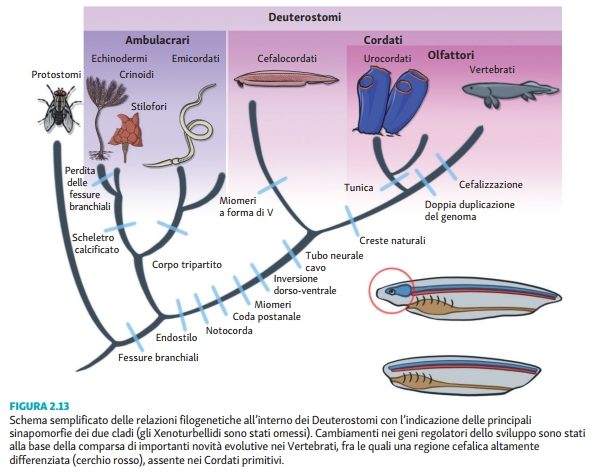 Deuterostomi
Ambulacrari
Cordati
Echinodermi
Emicordati
Crinoidi
Stilofori
Protostomi
Cefalocordati
Urocordati
Olfattori
Vertebrati
Perdita
delle
fessure
branchiali
Scheletro
calcificato
Corpo tripartito
Miomeri
a forma di V
Tunica
Cefalizzazione
Doppia duplicazione
del genoma
Creste naturali
Tubo neurale
cavo
Inversione
dorso-ventrale
Miomeri
Coda postanale
Notocorda
Endostilo
Fessure branchiali
FIGURA 2.13
Schema semplificato delle relazioni filogenetiche all'interno dei Deuterostomi con l'indicazione delle principali
sinapomorfie dei due cladi (gli Xenoturbellidi sono stati omessi). Cambiamenti nei geni regolatori dello sviluppo sono stati
alla base della comparsa di importanti novità evolutive nei Vertebrati, fra le quali una regione cefalica altamente
differenziata (cerchio rosso), assente nei Cordati primitivi.